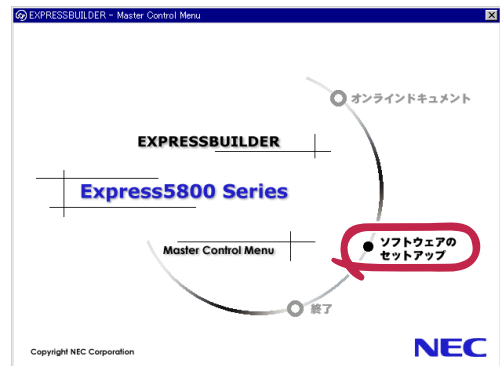 EXPRESSBUILDER - Master Control Menu
オンラインドキュメント
EXPRESSBUILDER
Express5800 Series
ソフトウェアの
セットアップ
Master Control Menu
終了
Copyright NEC Corporation
NEC